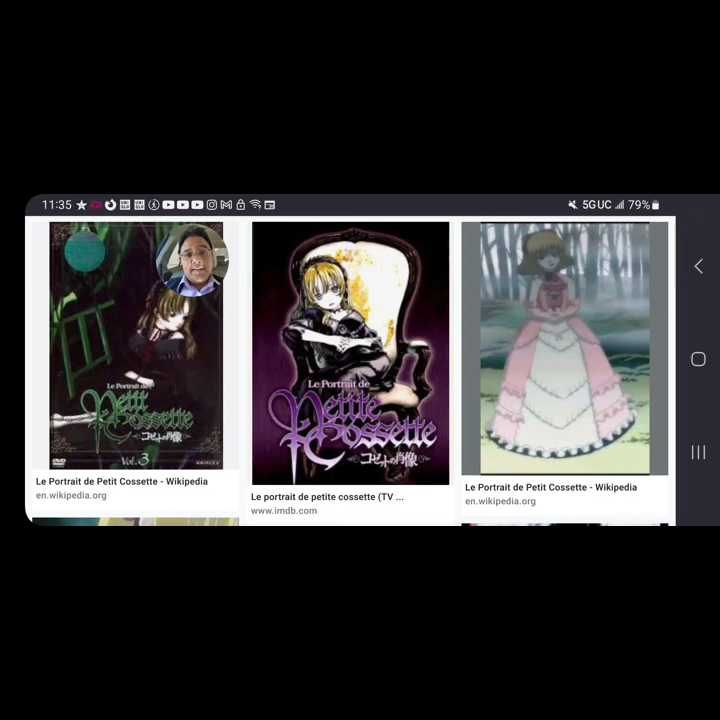 11:35
5GUC
79%
Le Portrait de
Petit
Cossette
コゼットの肖像
Vol.3
DVD
Le Portrait de
Petite
Cossette
コゼットの肖像
Le Portrait de Petit Cossette - Wikipedia
en.wikipedia.org
Le portrait de petite cossette (TV ...
www.imdb.com
Le Portrait de Petit Cossette - Wikipedia
en.wikipedia.org